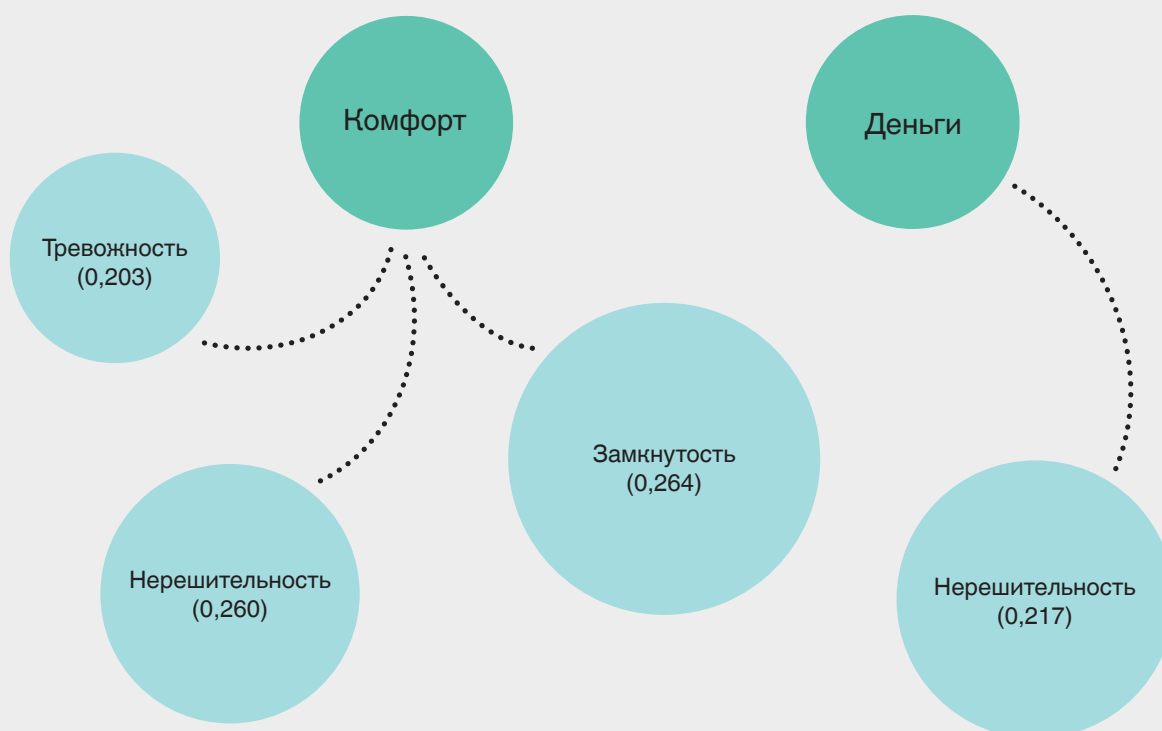 Комфорт
Деньги
Тревожность
(0,203)
Замкнутость
(0,264)
Нерешительность
(0,260)
Нерешительность
(0,217)